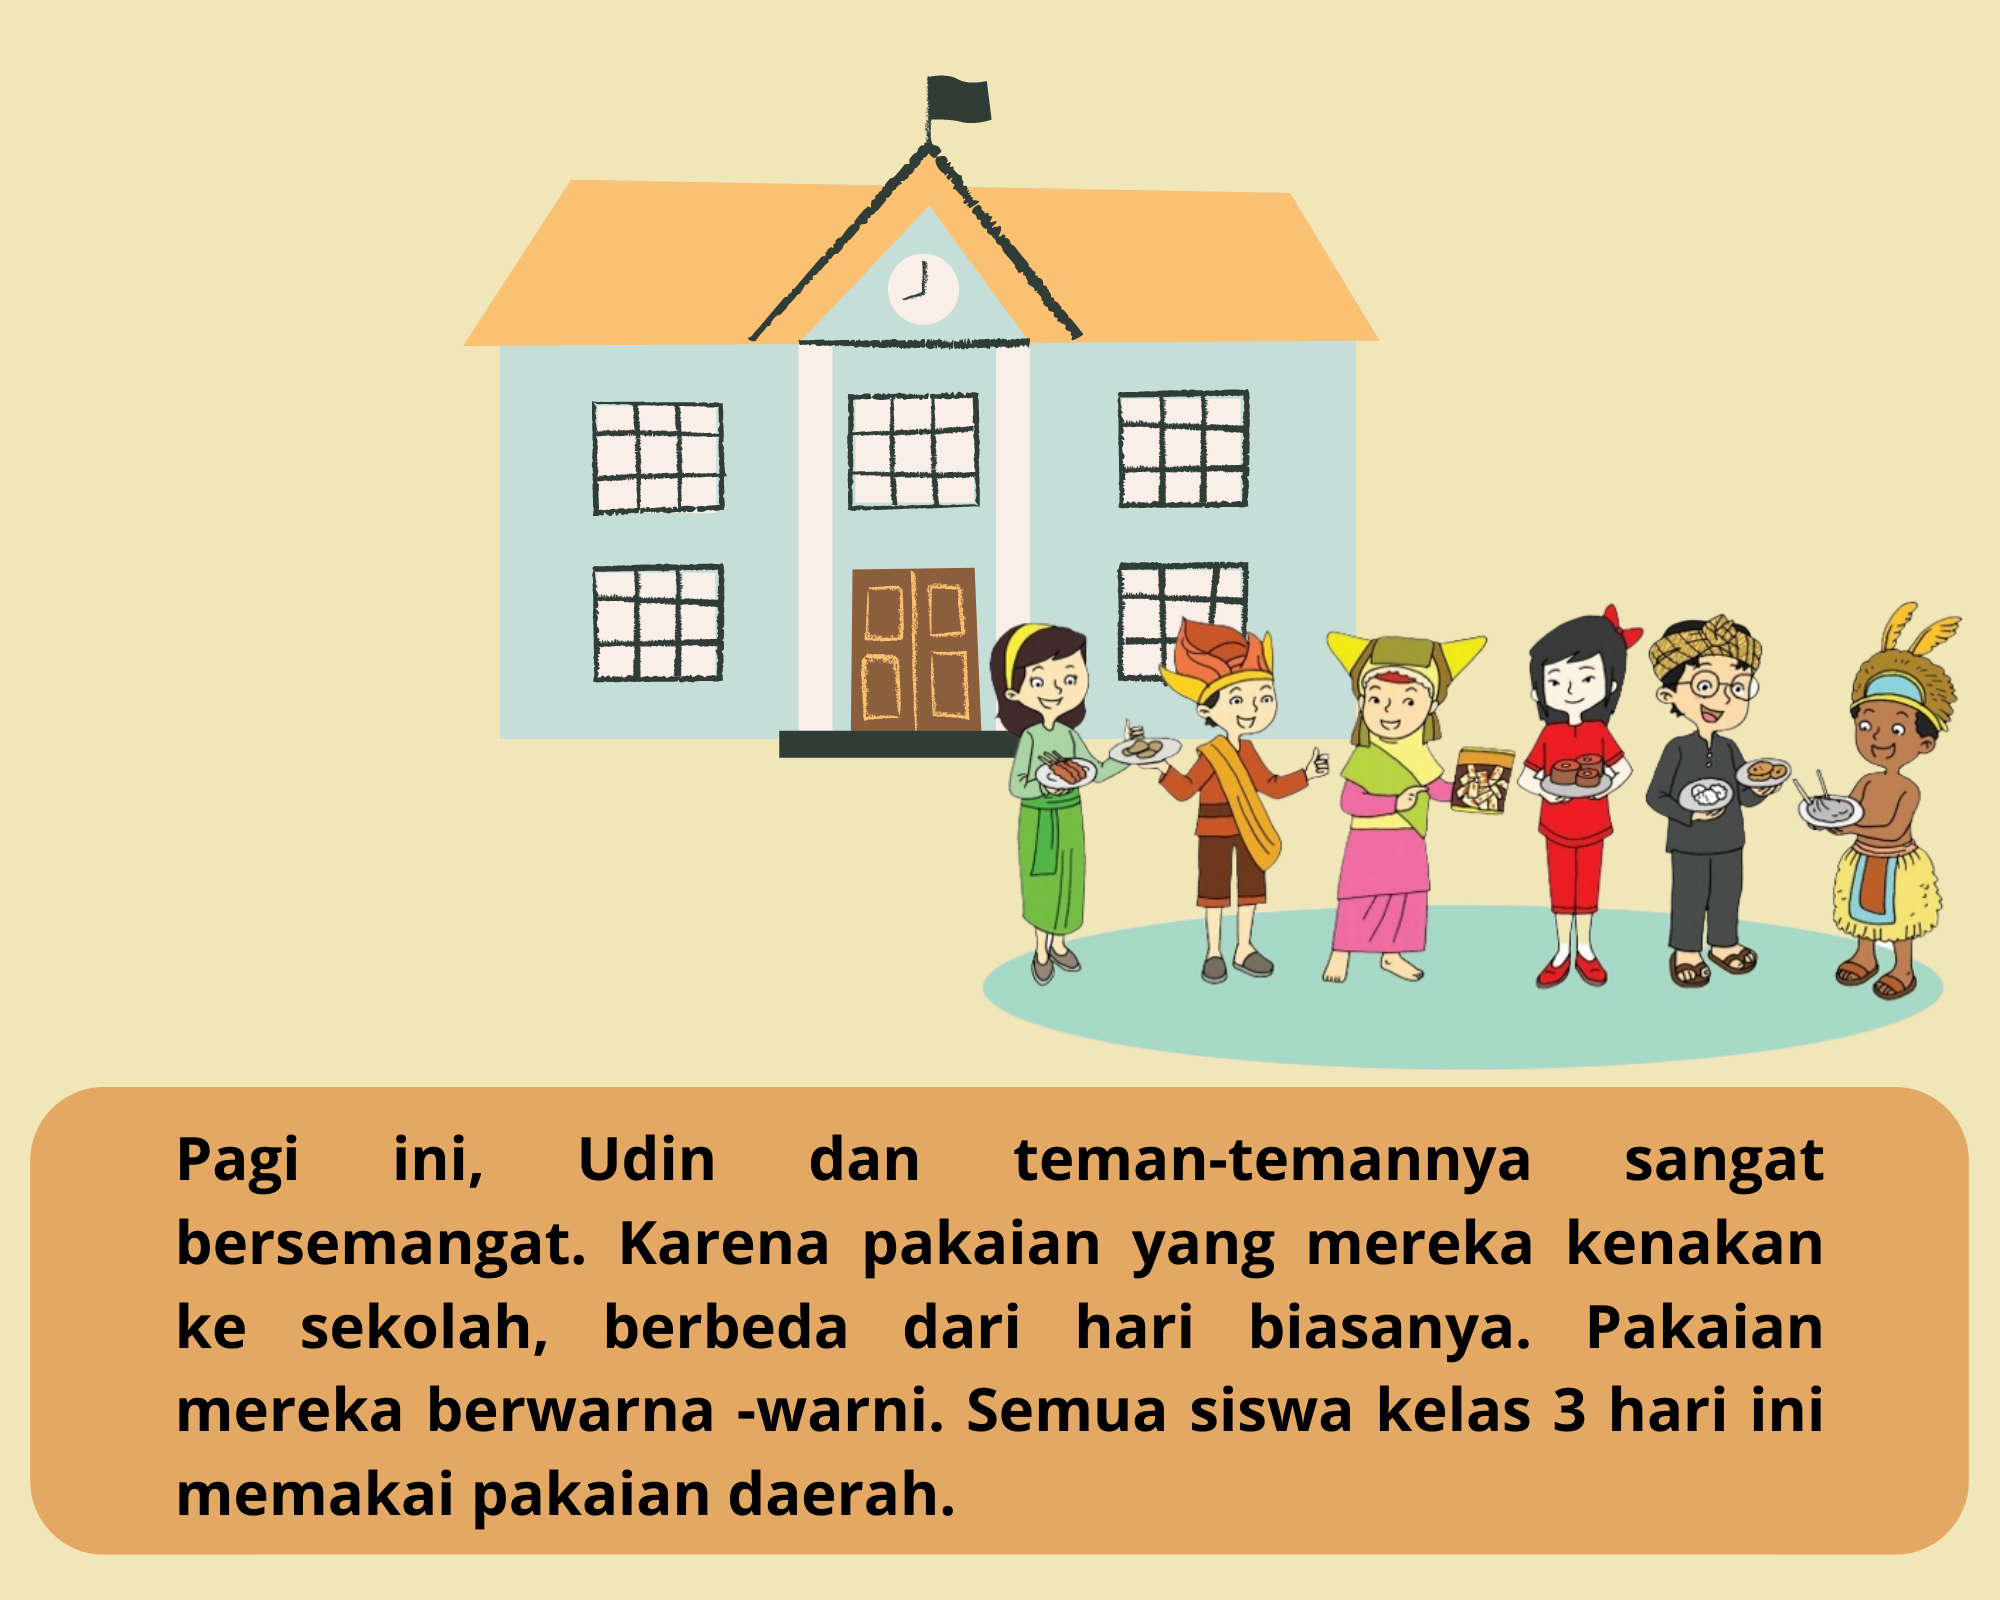 Pagi ini, Udin dan teman-temannya sangat
bersemangat. Karena pakaian yang mereka kenakan
ke sekolah, berbeda dari hari biasanya. Pakaian
mereka berwarna -warni. Semua siswa kelas 3 hari ini
memakai pakaian daerah.